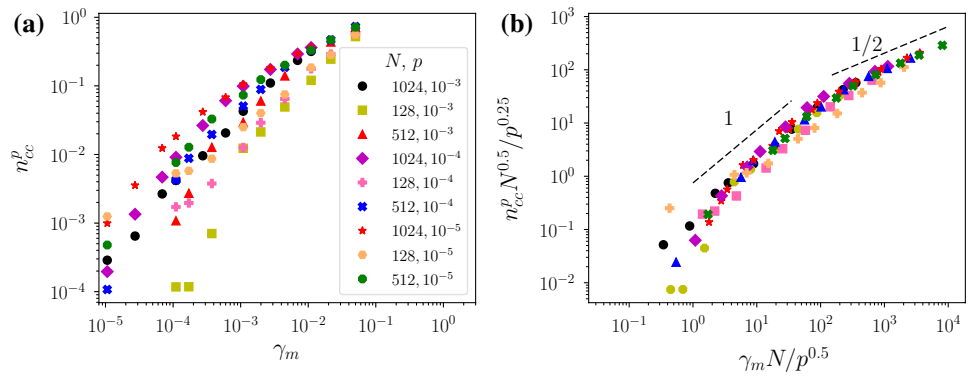 (a)
10^0
10^{-1}
10^{-2}
10^{-3}
10^{-4}
n_{cc}^{p}
10^{-5} 10^{-4} 10^{-3} 10^{-2} 10^{-1} 10^0
γ_m
N, p
1024, 10^{-3}
128, 10^{-3}
512, 10^{-3}
1024, 10^{-4}
128, 10^{-4}
512, 10^{-4}
1024, 10^{-5}
128, 10^{-5}
512, 10^{-5}
(b)
10^3
10^2
10^1
10^0
10^{-1}
10^{-2}
n_{cc}^{p} N^{0.5}/p^{0.25}
1/2
1
10^{-1} 10^0 10^1 10^2 10^3 10^4
γ_m N/p^{0.5}